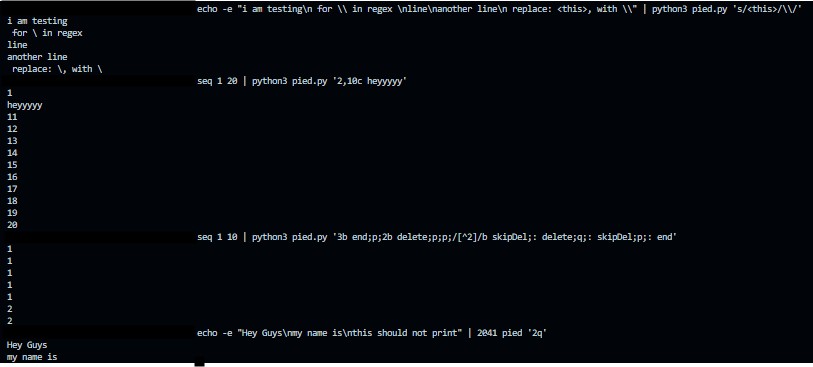 echo -e "i am testing\n for \\ in regex \nline\nanother line\n replace: <this>, with \\" | python3 pied.py 's/<this>/\\/'
i am testing
for \ in regex
line
another line
replace: \, with \
seq 1 20 | python3 pied.py '2,10c heyyyyy'
1
heyyyyy
11
12
13
14
15
16
17
18
19
20
seq 1 10 | python3 pied.py '3b end;p;2b delete;p;p;/[^2]/b skipDel;: delete;q;: skipDel;p;: end'
1
1
1
1
1
2
2
echo -e "Hey Guys\nmy name is\nthis should not print" | 2041 pied '2q'
Hey Guys
my name is